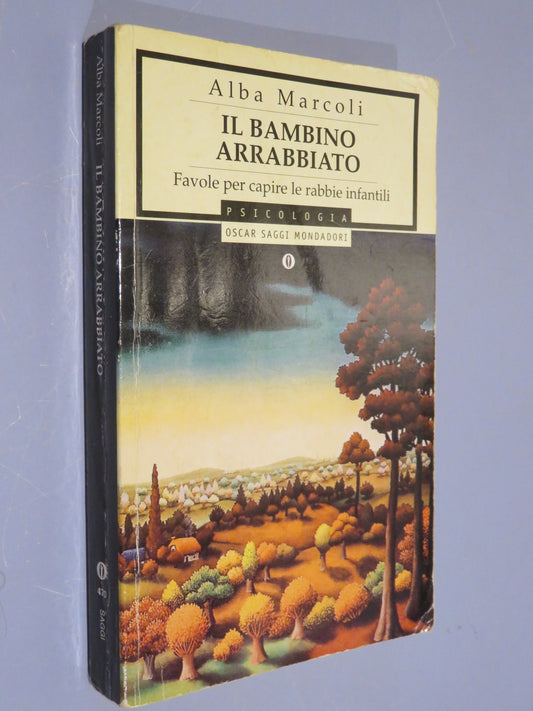 Alba Marcoli
IL BAMBINO
ARRABBIATO
Favole per capire le rabbie infantili
PSICOLOGIA
OSCAR SAGGI MONDADORI
Alba Marcoli IL BAMBINO ARRABBIATO
SAGGI